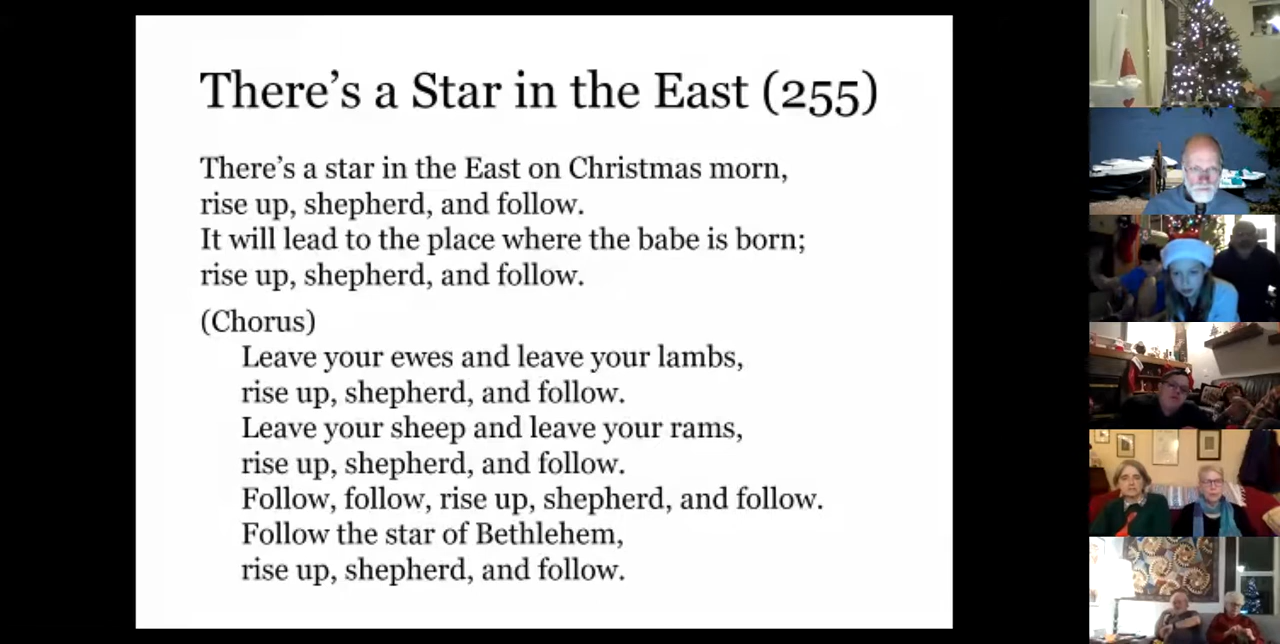 There’s a Star in the East (255)
There’s a star in the East on Christmas morn,
rise up, shepherd, and follow.
It will lead to the place where the babe is born;
rise up, shepherd, and follow.
(Chorus)
Leave your ewes and leave your lambs,
rise up, shepherd, and follow.
Leave your sheep and leave your rams,
rise up, shepherd, and follow.
Follow, follow, rise up, shepherd, and follow.
Follow the star of Bethlehem,
rise up, shepherd, and follow.